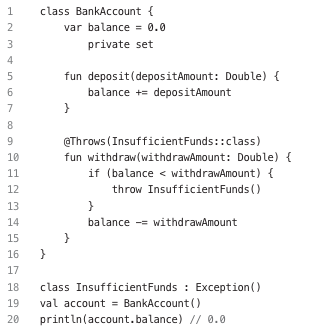 1 class BankAccount {
2     var balance = 0.0
3         private set
4
5     fun deposit(depositAmount: Double) {
6         balance += depositAmount
7     }
8
9     @Throws(InsufficientFunds::class)
10     fun withdraw(withdrawAmount: Double) {
11         if (balance < withdrawAmount) {
12             throw InsufficientFunds()
13         }
14         balance -= withdrawAmount
15     }
16 }
17
18 class InsufficientFunds : Exception()
19 val account = BankAccount()
20 println(account.balance) // 0.0